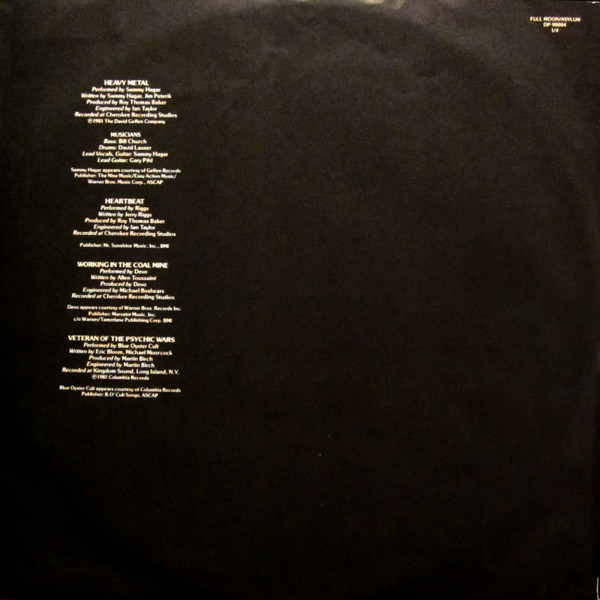 FULL MOON/ASYLUM
DP-90004
1/4
HEAVY METAL
Performed by Sammy Hagar
Written by Sammy Hagar, Jim Peterik
Produced by Roy Thomas Baker
Engineered by Ian Taylor
Recorded at Cherokee Recording Studios
℗1981 The David Geffen Company
MUSICIANS
Bass: Bill Church
Drums: David Lauser
Lead Vocals, Guitar: Sammy Hagar
Lead Guitar: Gary Pihl
Sammy Hagar appears courtesy of Geffen Records
Publisher: The Nine Music/Easy Action Music/
Warner Bros. Music Corp., ASCAP
HEARTBEAT
Performed by Riggs
Written by Jerry Riggs
Produced by Roy Thomas Baker
Engineered by Ian Taylor
Recorded at Cherokee Recording Studios
Publisher: Mr. Sunshine Music, Inc., BMI
WORKING IN THE COAL MINE
Performed by Devo
Written by Allen Toussaint
Produced by Devo
Engineered by Michael Boshears
Recorded at Cherokee Recording Studios
Devo appears courtesy of Warner Bros. Records Inc.
Publisher: Marsaint Music, Inc.
c/o Warner/Tamerlane Publishing Corp. BMI
VETERAN OF THE PSYCHIC WARS
Performed by Blue Oyster Cult
Written by Eric Bloom, Michael Moorcock
Produced by Martin Birch
Engineered by Martin Birch
Recorded at Kingdom Sound, Long Island, N.Y.
℗1981 Columbia Records
Blue Oyster Cult appears courtesy of Columbia Records
Publisher: B.O' Cult Songs, ASCAP